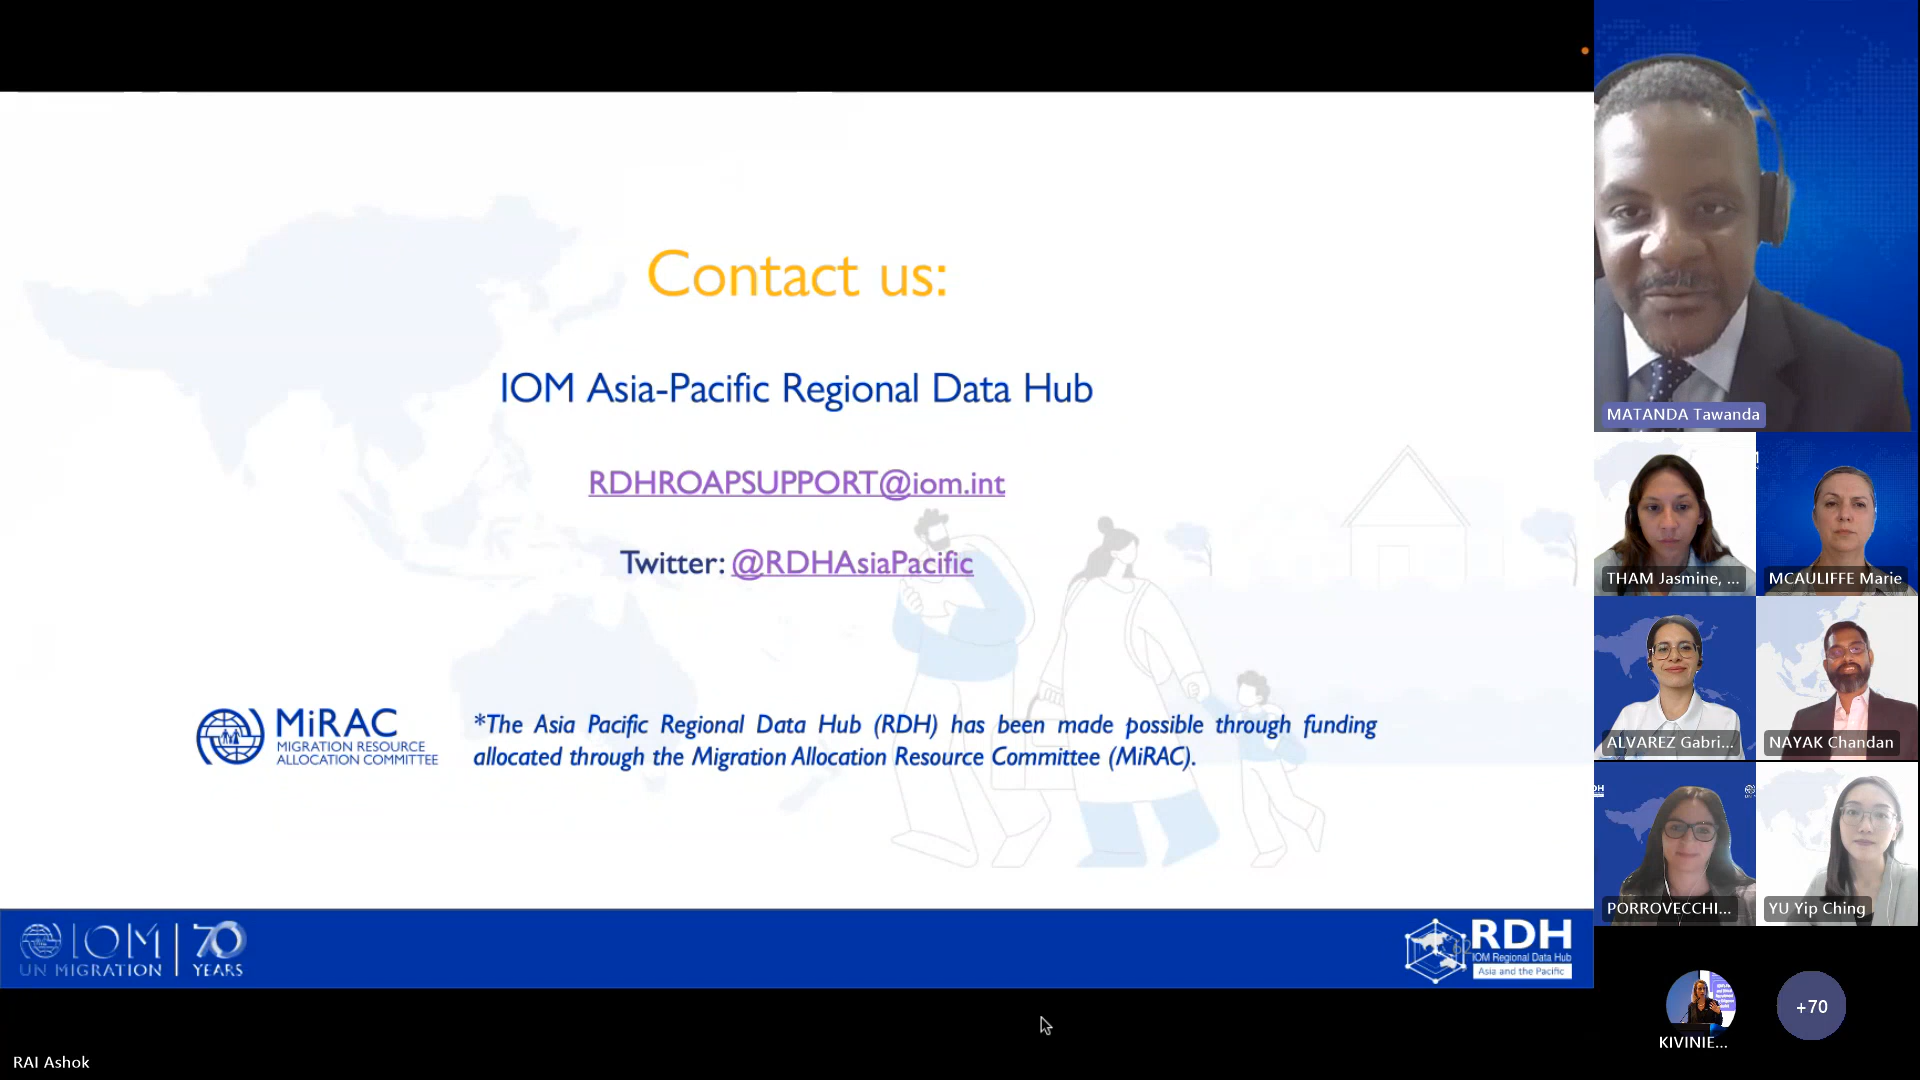 Contact us:
IOM Asia-Pacific Regional Data Hub
RDHROAPSUPPORT@iom.int
Twitter: @RDHAsiaPacific
MiRAC
MIGRATION RESOURCE
ALLOCATION COMMITTEE
*The Asia Pacific Regional Data Hub (RDH) has been made possible through funding
allocated through the Migration Allocation Resource Committee (MiRAC).
IOM
UN MIGRATION
70
YEARS
62
RDH
IOM Regional Data Hub
Asia and the Pacific
RAI Ashok
MATANDA Tawanda
THAM Jasmine, ...
MCAULIFFE Marie
ALVAREZ Gabri...
NAYAK Chandan
PORROVECCHI...
YU Yip Ching
KIVINIE...
+70